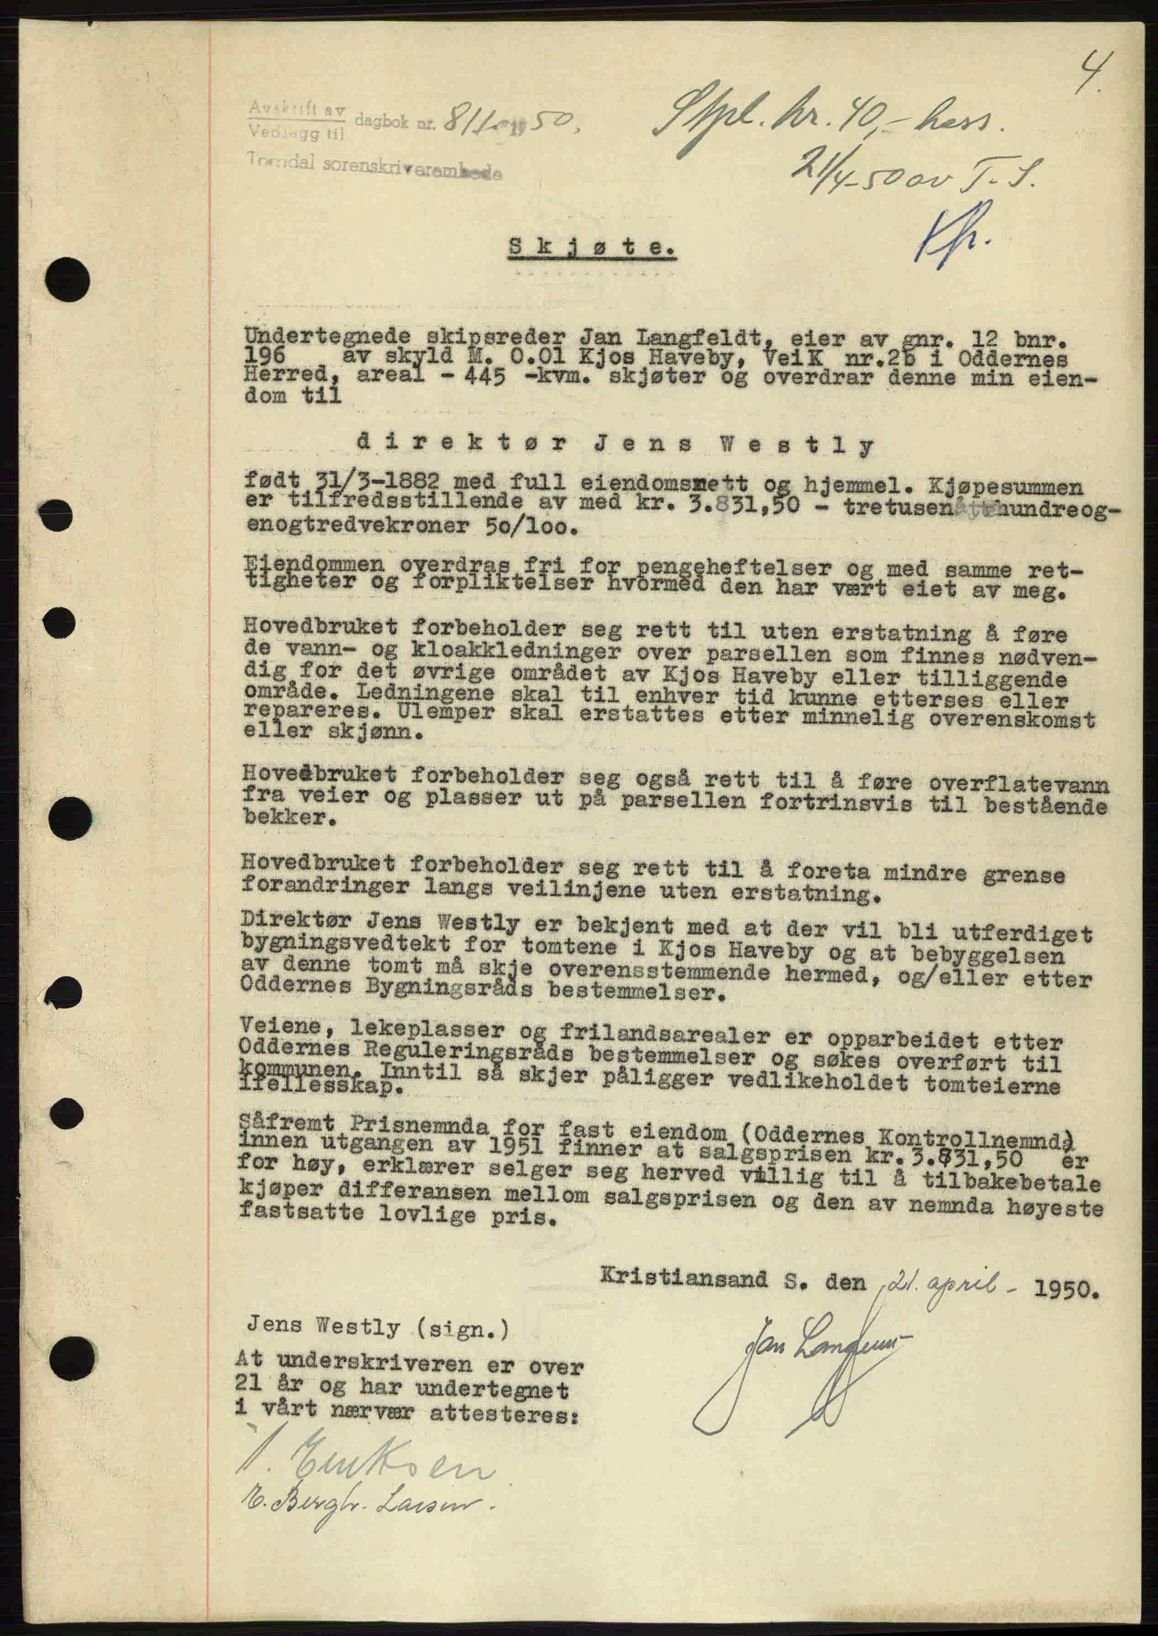 4.
Avskrift av
Vedlegg til dagbok nr. 811 - 1950.
Torridal sorenskriverembede
Stpl. kr. 40,- 
21/4-50 av T. S.
Skjøte.
Undertegnede skipsreder Jan Langfeldt, eier av gnr. 12 bnr.
196 av skyld M. 0.01 Kjos Haveby, VeiK nr.2b i Oddernes
Herred, areal - 445 -kvm. skjøter og overdrar denne min eien-
dom til
direktør Jens Westly
født 31/3-1882 med full eiendomsrett og hjemmel. Kjøpesummen
er tilfredsstillende av med kr. 3.831,50 - tretusenåttehundreog-
enogtredvekroner 50/100.
Eiendommen overdras fri for pengeheftelser og med samme ret-
tigheter og forpliktelser hvormed den har vært eiet av meg.
Hovedbruket forbeholder seg rett til uten erstatning å føre
de vann- og kloakkledninger over parsellen som finnes nødven-
dig for det øvrige området av Kjos Haveby eller tilliggende
område. Ledningene skal til enhver tid kunne etterses eller
repareres. Ulemper skal erstattes etter minnelig overenskomst
eller skjønn.
Hovedbruket forbeholder seg også rett til å føre overflatevann
fra veier og plasser ut på parsellen fortrinsvis til bestående
bekker.
Hovedbruket forbeholder seg rett til å foreta mindre grense
forandringer langs veilinjene uten erstatning.
Direktør Jens Westly er bekjent med at der vil bli utferdiget
bygningsvedtekt for tomtene i Kjos Haveby og at bebyggelsen
av denne tomt må skje overensstemmende hermed, og/eller etter
Oddernes Bygningsråds bestemmelser.
Veiene, lekeplasser og frilandsarealer er opparbeidet etter
Oddernes Reguleringsråds bestemmelser og søkes overført til
kommunen. Inntil så skjer påligger vedlikeholdet tomteierne
ifellesskap.
Såfremt Prisnemnda for fast eiendom (Oddernes Kontrollnemnd)
innen utgangen av 1951 finner at salgsprisen kr. 3.831,50 er
for høy, erklærer selger seg herved villig til å tilbakebetale
kjøper differansen mellom salgsprisen og den av nemnda høyeste
fastsatte lovlige pris.
Kristiansand S. den 21. april - 1950.
Jens Westly (sign.)
Jan Langfeldt
At underskriveren er over
21 år og har undertegnet
i vårt nærvær attesteres:
Eriksen
E. Bergh. Larsen.